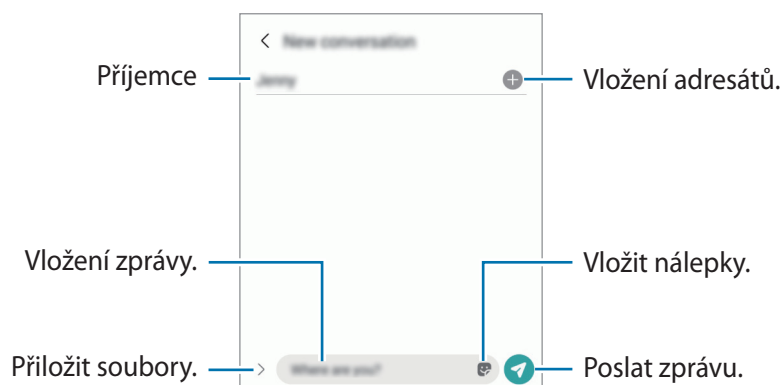 New conversation
Příjemce
Jenny
Vložení adresátů.
Vložení zprávy.
Vložit nálepky.
Přiložit soubory.
Where are you?
Poslat zprávu.